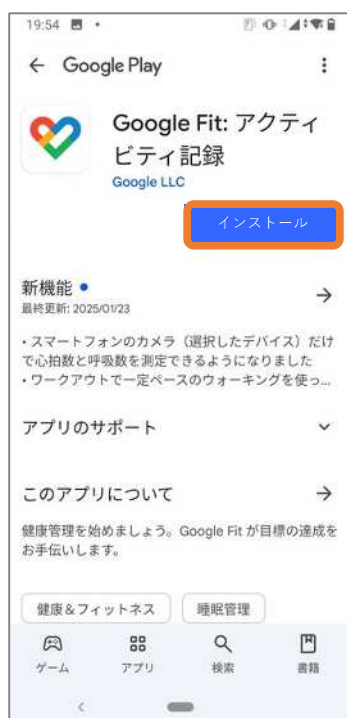 19:54
Google Play
Google Fit: アクティ
ビティ記録
Google LLC
インストール
新機能
最終更新: 2025/01/23
・スマートフォンのカメラ（選択したデバイス）だけ
で心拍数と呼吸数を測定できるようになりました
・ワークアウトで一定ペースのウォーキングを使っ...
アプリのサポート
このアプリについて
健康管理を始めましょう。Google Fit が目標の達成を
お手伝いします。
健康＆フィットネス 睡眠管理
ゲーム アプリ 検索 書籍